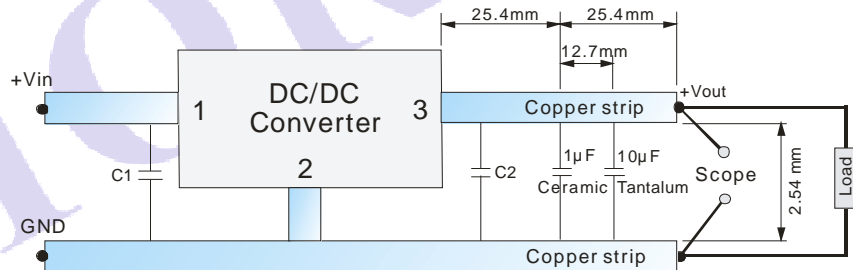 25.4mm
25.4mm
12.7mm
+Vin
DC/DC
Converter
1
2
3
Copper strip
+Vout
C1
C2
1µF
Ceramic
10µF
Tantalum
Scope
2.54 mm
Load
GND
Copper strip